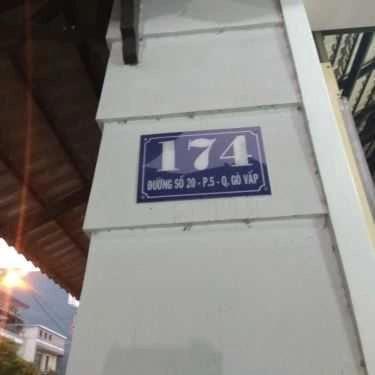 174
ĐƯỜNG SỐ 20 - P.5 - Q. GÒ VẤP